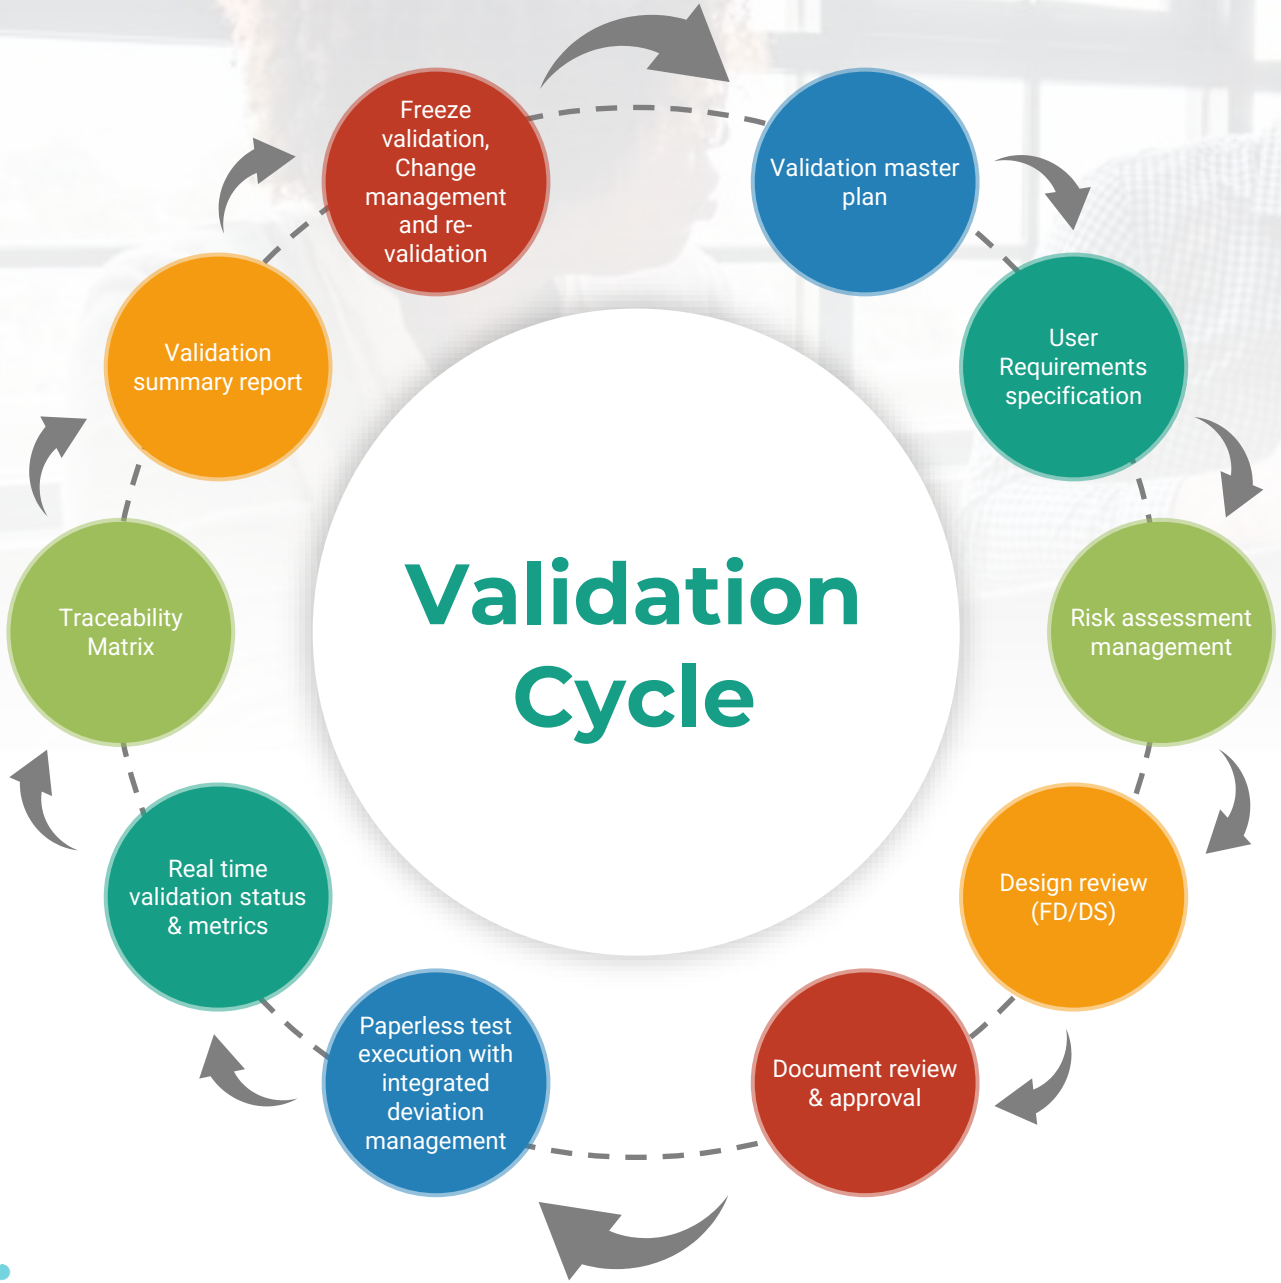 Freeze
validation,
Change
management
and re-
validation
Validation master
plan
User
Requirements
specification
Risk assessment
management
Design review
(FD/DS)
Document review
& approval
Paperless test
execution with
integrated
deviation
management
Real time
validation status
& metrics
Traceability
Matrix
Validation
summary report
Validation
Cycle